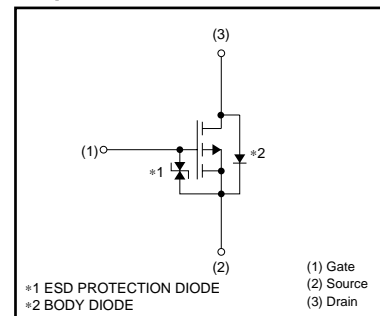 (3)
(1)
∗1
∗2
(2)
∗1 ESD PROTECTION DIODE
∗2 BODY DIODE
(1) Gate
(2) Source
(3) Drain